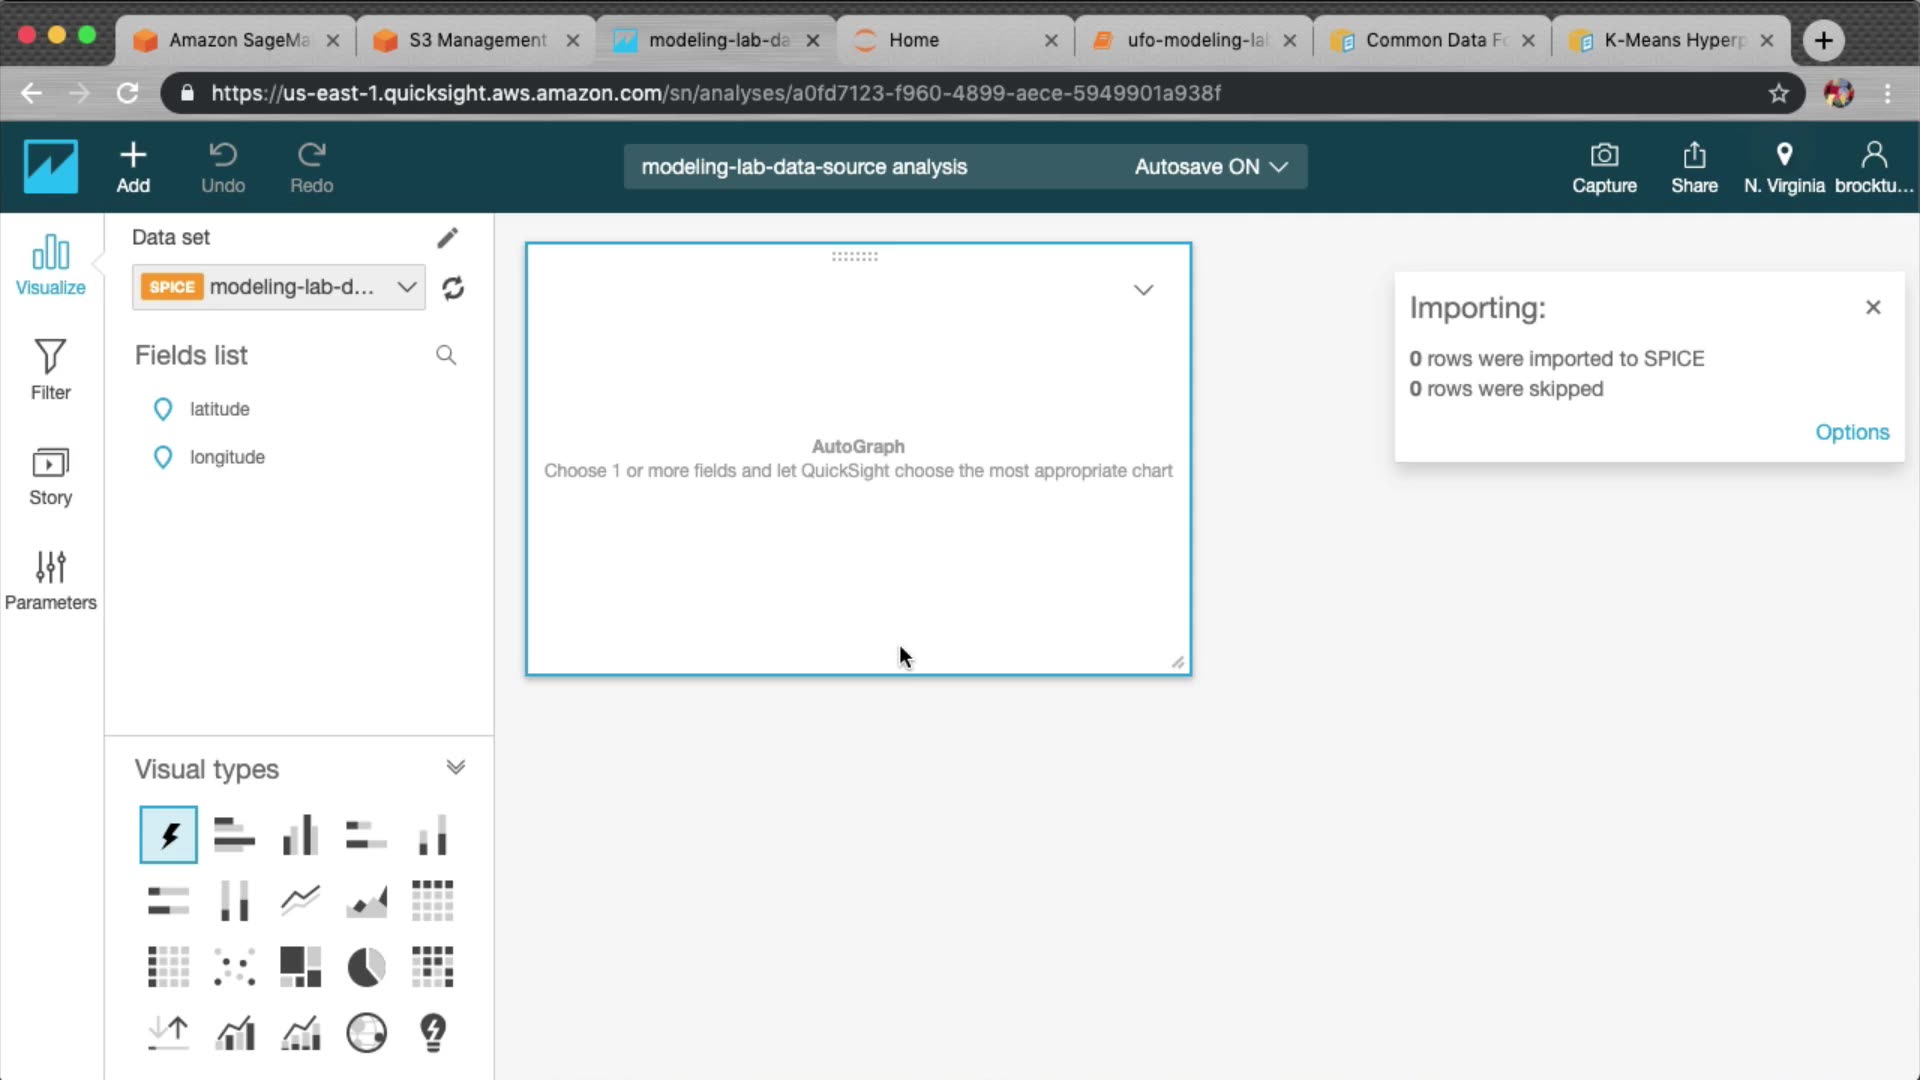 Amazon SageMa
S3 Management
modeling-lab-da
Home
ufo-modeling-la
Common Data Fo
K-Means Hyperp
https://us-east-1.quicksight.aws.amazon.com/sn/analyses/a0fd7123-f960-4899-aece-5949901a938f
Add
Undo
Redo
modeling-lab-data-source analysis
Autosave ON
Capture
Share
N. Virginia
brocktu...
Visualize
Filter
Story
Parameters
Data set
SPICE modeling-lab-d...
Fields list
latitude
longitude
AutoGraph
Choose 1 or more fields and let QuickSight choose the most appropriate chart
Importing:
0 rows were imported to SPICE
0 rows were skipped
Options
Visual types